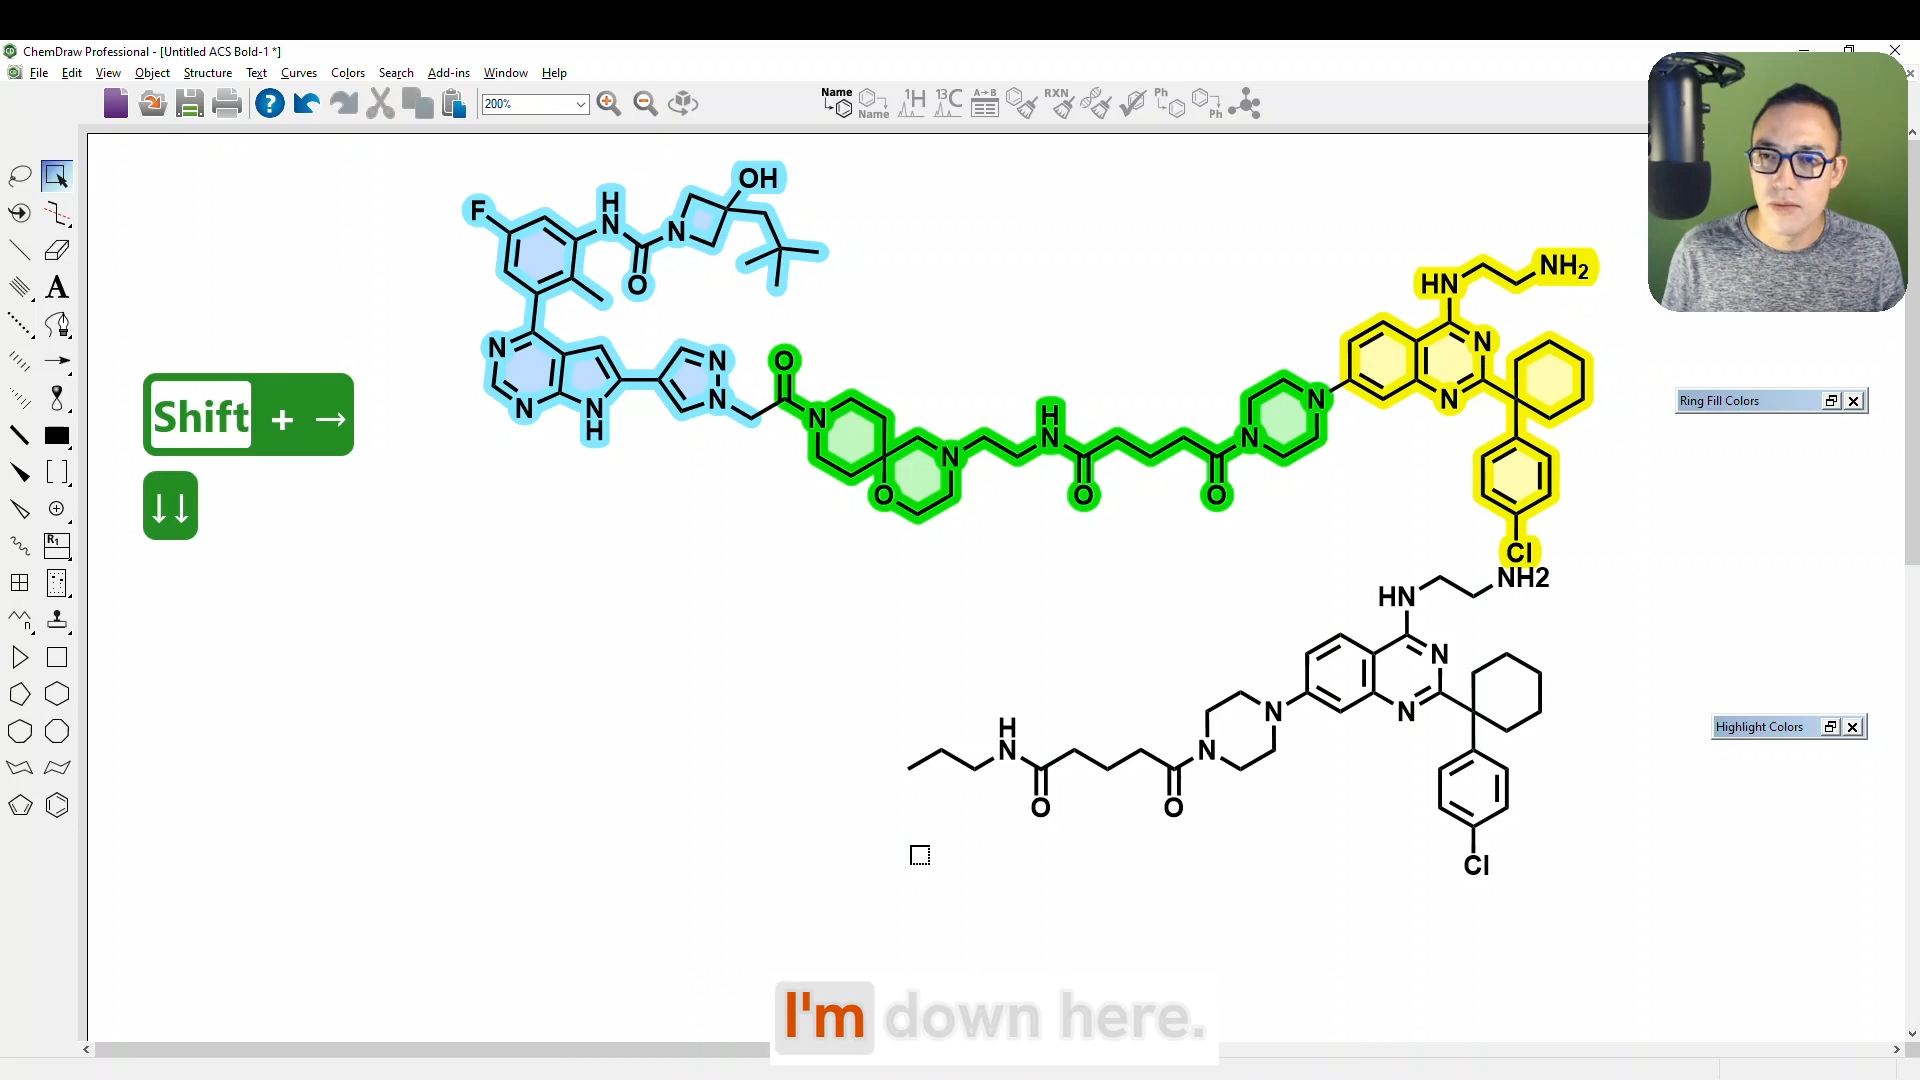 ChemDraw Professional - [Untitled ACS Bold-1 *]
File Edit View Object Structure Text Curves Colors Search Add-ins Window Help
200%
Name
Name
1H
13C
A→B
RXN
Ph
Ph
A
R1
n
Shift + →
↓↓
OH
F
H
N
N
O
N
N
N
H
N
N
O
N
O
N
H
N
O
O
N
N
HN
NH2
N
N
Cl
Ring Fill Colors
Highlight Colors
HN
NH2
N
N
N
N
H
N
O
O
Cl
I'm down here.